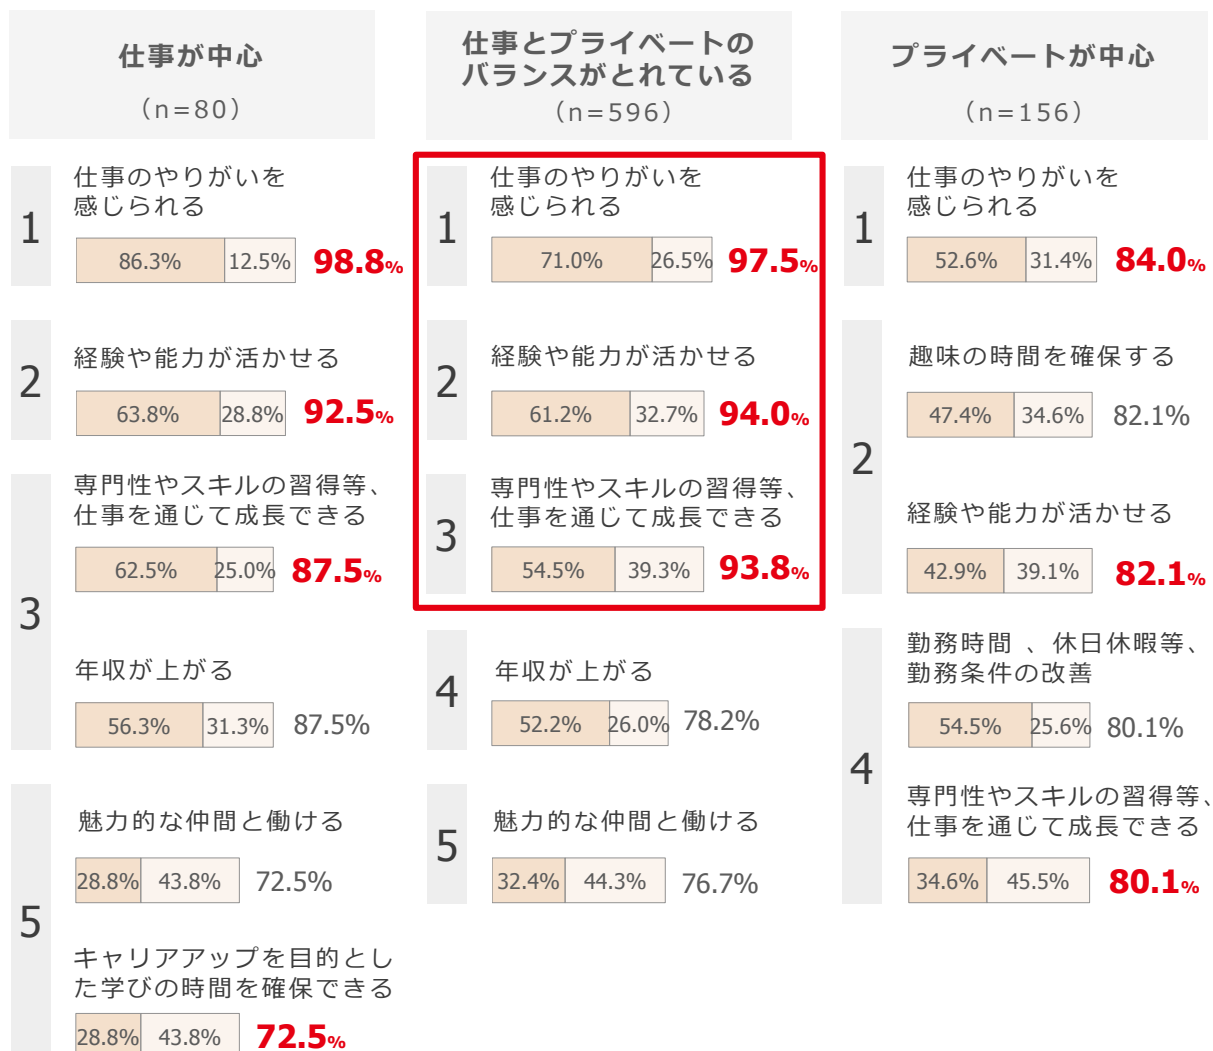 仕事が中心
（n=80）
1
仕事のやりがいを
感じられる
86.3% 12.5% 98.8%
2
経験や能力が活かせる
63.8% 28.8% 92.5%
3
専門性やスキルの習得等、
仕事を通じて成長できる
62.5% 25.0% 87.5%
年収が上がる
56.3% 31.3% 87.5%
5
魅力的な仲間と働ける
28.8% 43.8% 72.5%
キャリアアップを目的とし
た学びの時間を確保できる
28.8% 43.8% 72.5%
仕事とプライベートの
バランスがとれている
（n=596）
1
仕事のやりがいを
感じられる
71.0% 26.5% 97.5%
2
経験や能力が活かせる
61.2% 32.7% 94.0%
3
専門性やスキルの習得等、
仕事を通じて成長できる
54.5% 39.3% 93.8%
4
年収が上がる
52.2% 26.0% 78.2%
5
魅力的な仲間と働ける
32.4% 44.3% 76.7%
プライベートが中心
（n=156）
1
仕事のやりがいを
感じられる
52.6% 31.4% 84.0%
2
趣味の時間を確保する
47.4% 34.6% 82.1%
経験や能力が活かせる
42.9% 39.1% 82.1%
4
勤務時間 、休日休暇等、
勤務条件の改善
54.5% 25.6% 80.1%
専門性やスキルの習得等、
仕事を通じて成長できる
34.6% 45.5% 80.1%